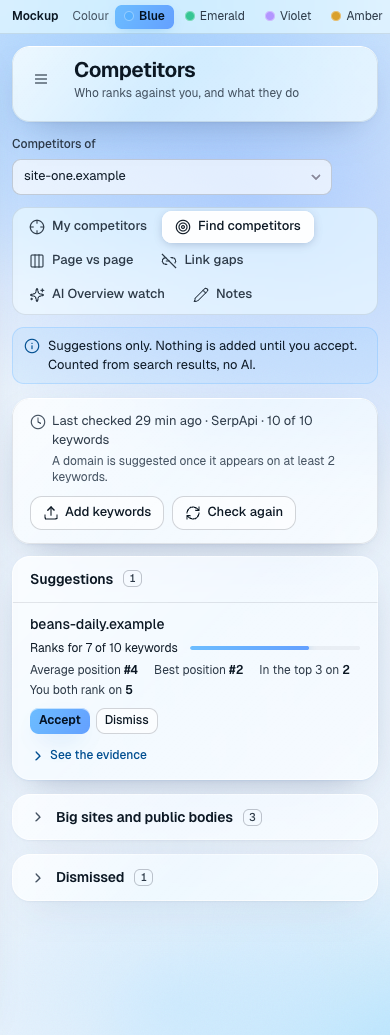 Mockup Colour Blue Emerald Violet Amber
Competitors
Who ranks against you, and what they do
Competitors of
site-one.example
My competitors Find competitors
Page vs page Link gaps
AI Overview watch Notes
Suggestions only. Nothing is added until you accept.
Counted from search results, no AI.
Last checked 29 min ago · SerpApi · 10 of 10
keywords
A domain is suggested once it appears on at least 2
keywords.
Add keywords Check again
Suggestions 1
beans-daily.example
Ranks for 7 of 10 keywords
Average position #4 Best position #2 In the top 3 on 2
You both rank on 5
Accept Dismiss
See the evidence
Big sites and public bodies 3
Dismissed 1